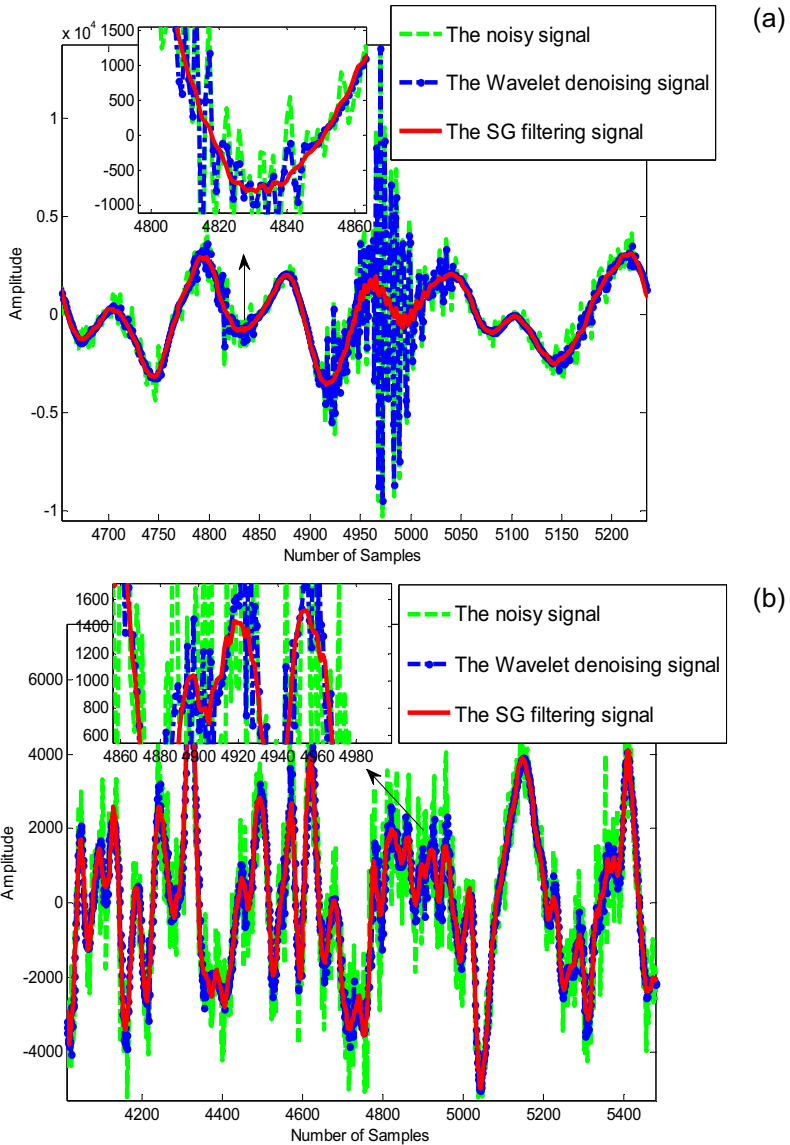 (a)
The noisy signal
The Wavelet denoising signal
The SG filtering signal
x 10^4
1500
1000
500
0
-500
-1000
4800 4820 4840 4860
1
0.5
0
-0.5
-1
Amplitude
4700 4750 4800 4850 4900 4950 5000 5050 5100 5150 5200
Number of Samples
(b)
The noisy signal
The Wavelet denoising signal
The SG filtering signal
1600
1400
1200
1000
800
600
4860 4880 4900 4920 4940 4960 4980
6000
4000
2000
0
-2000
-4000
Amplitude
4200 4400 4600 4800 5000 5200 5400
Number of Samples